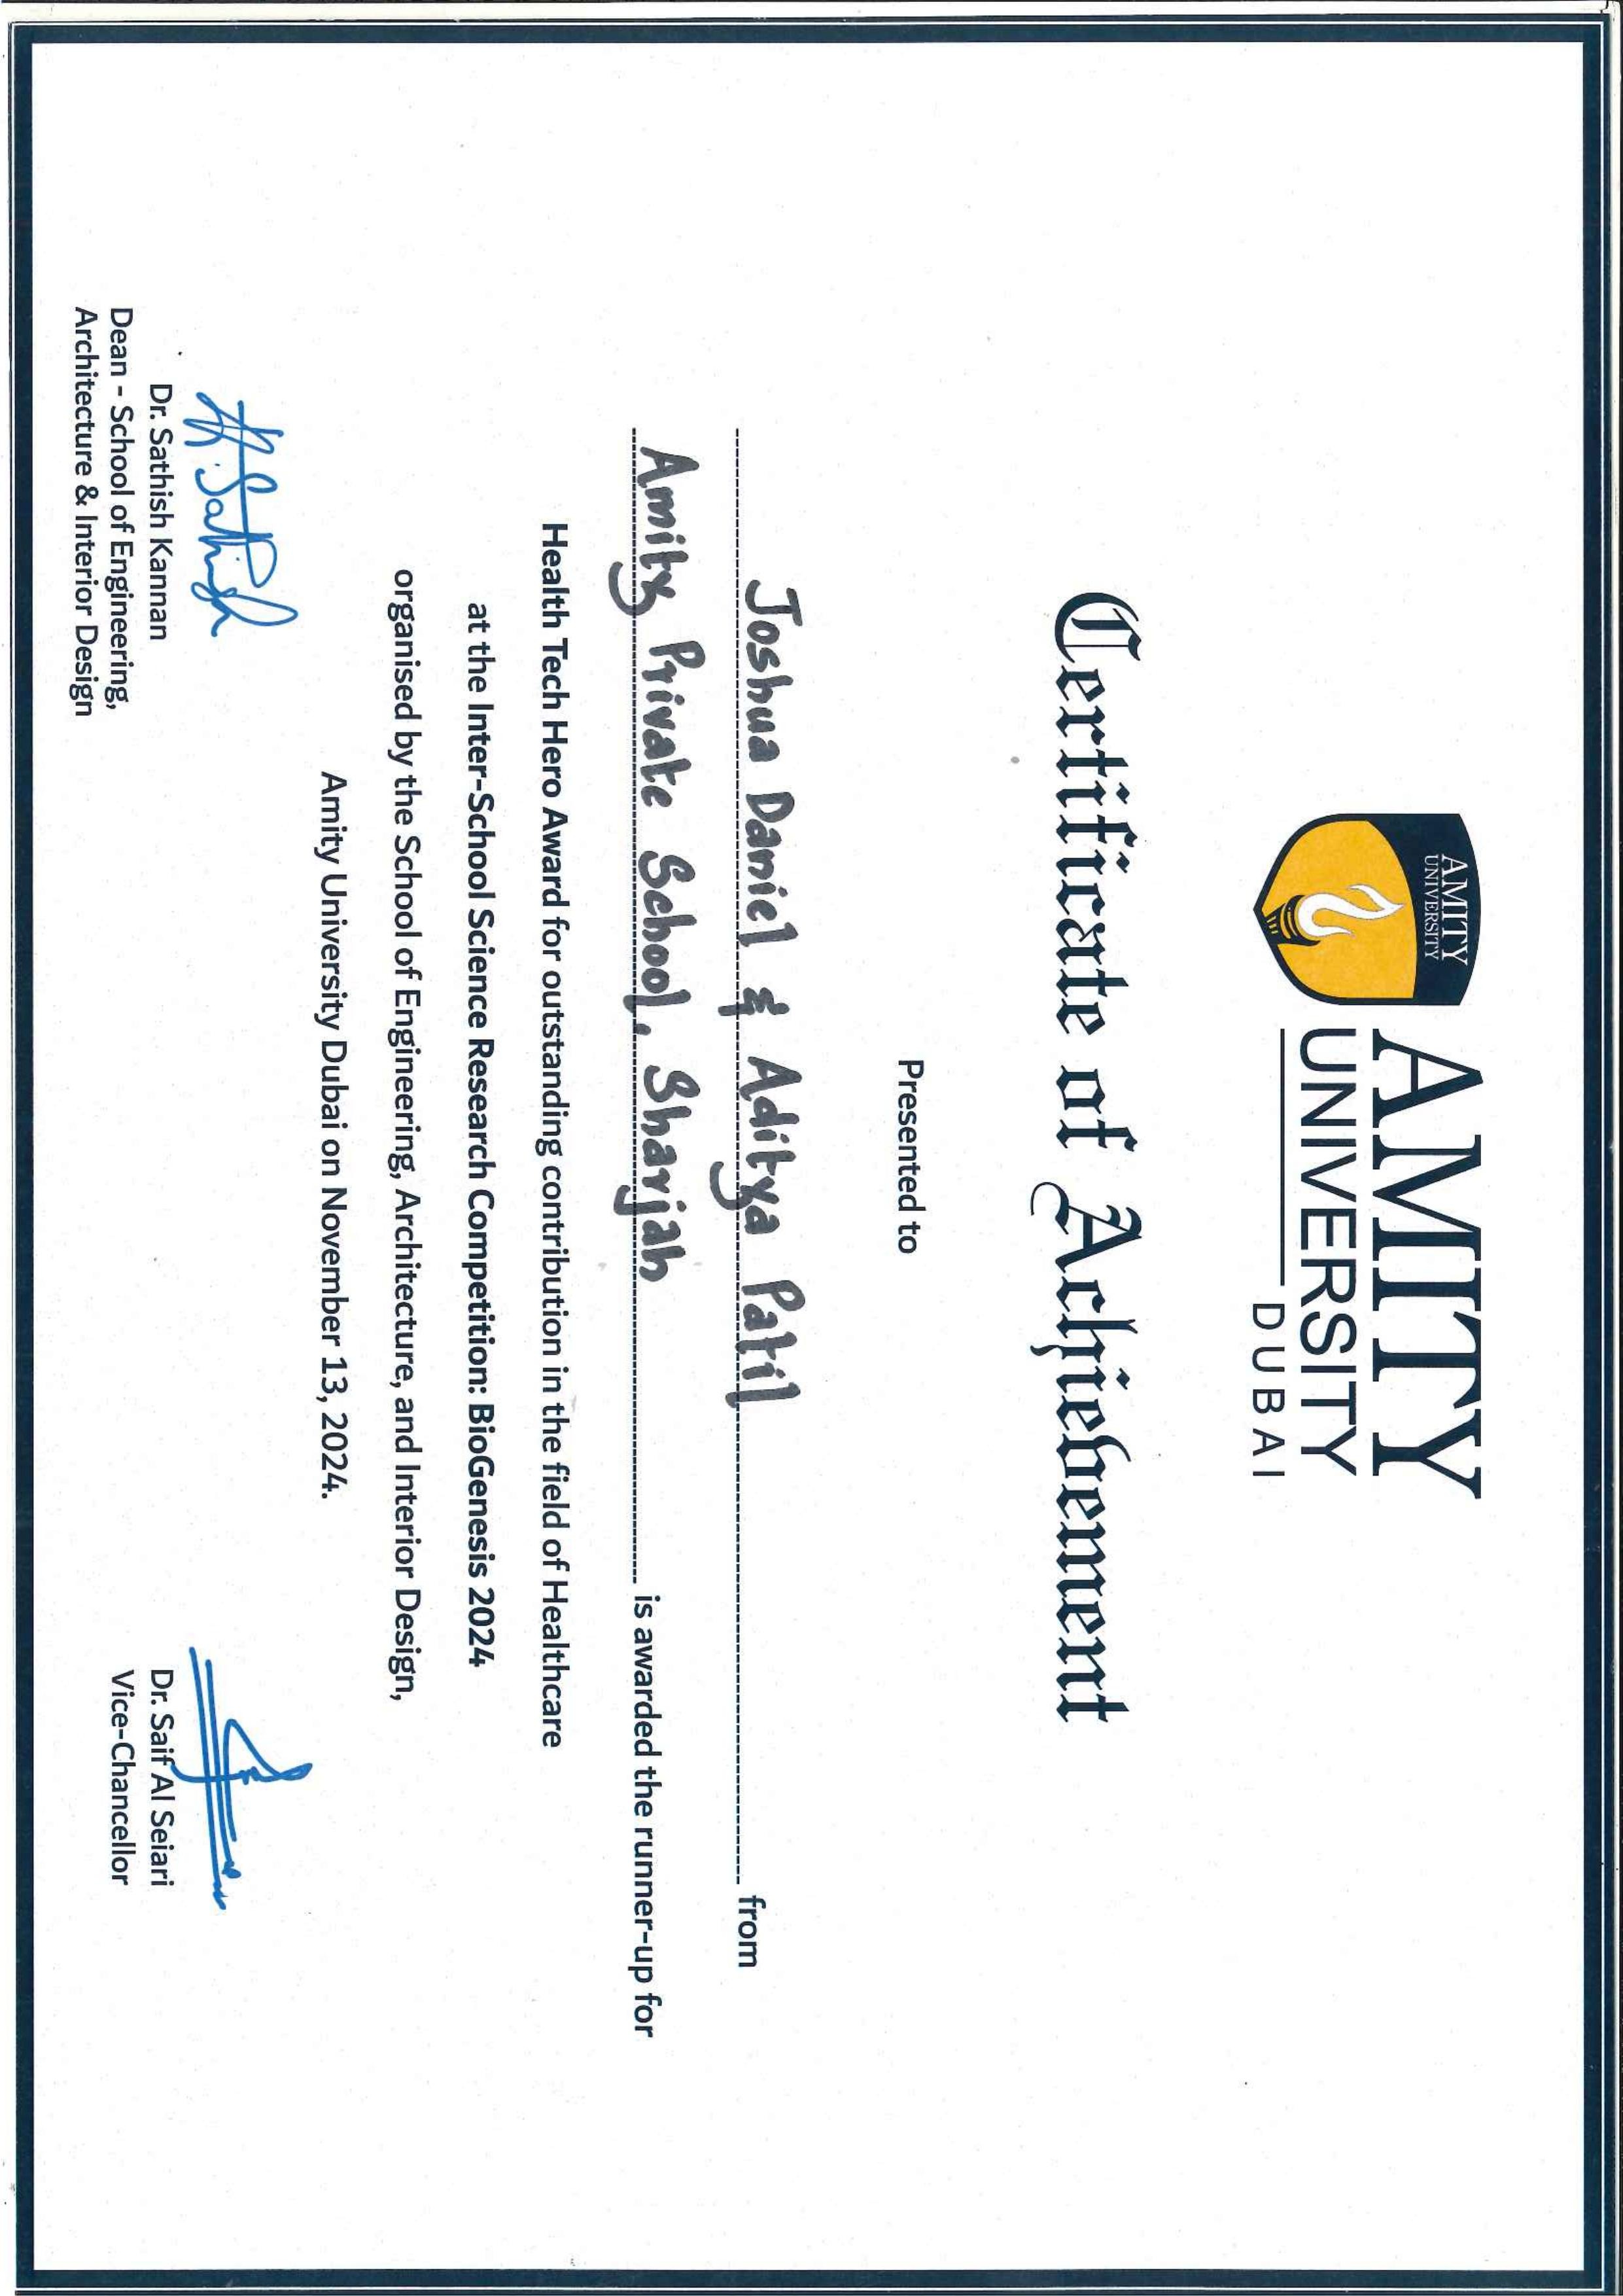 AMITY
UNIVERSITY
AMITY
UNIVERSITY
DUBAI
Certificate of Achievement
Presented to
Joshua Daniel & Aditya Patil from
Amity Private School, Sharjah is awarded the runner-up for
Health Tech Hero Award for outstanding contribution in the field of Healthcare
at the Inter-School Science Research Competition: BioGenesis 2024
organised by the School of Engineering, Architecture, and Interior Design,
Amity University Dubai on November 13, 2024.
Dr. Sathish Kannan
Dean - School of Engineering,
Architecture & Interior Design
Dr. Saif Al Seiari
Vice-Chancellor